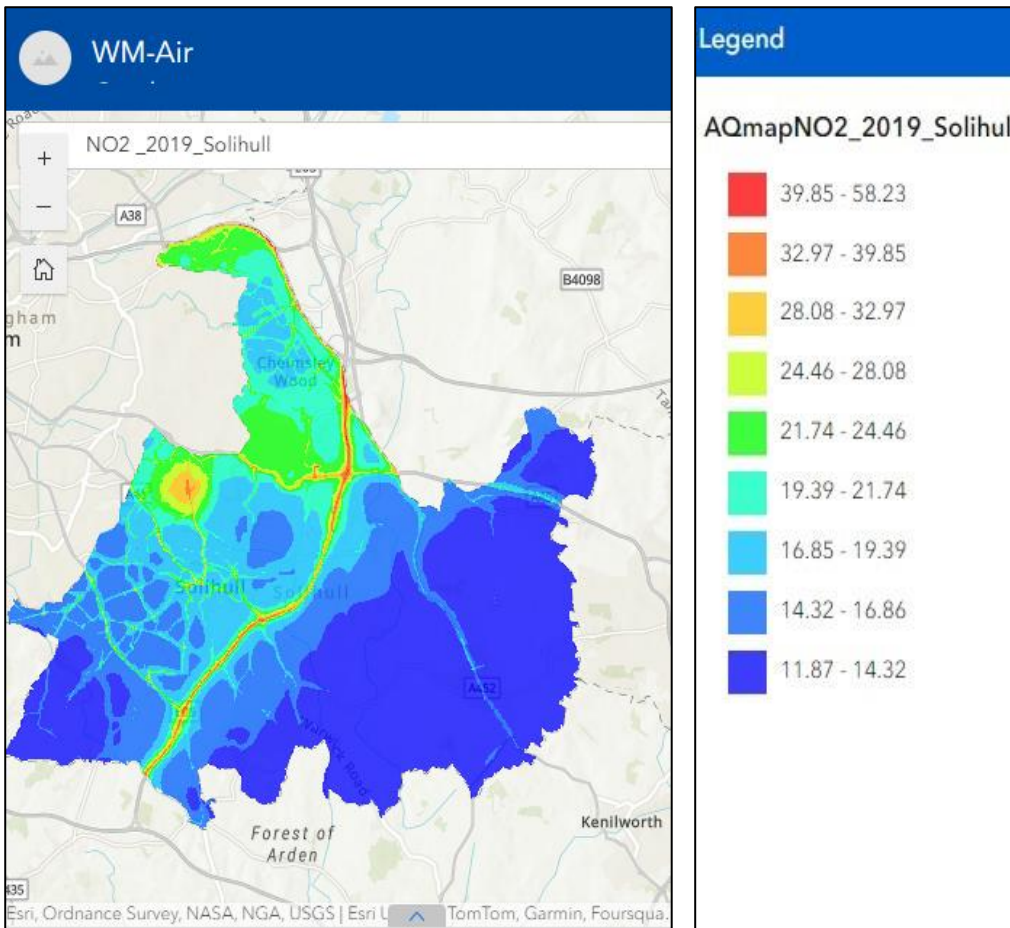 WM-Air
NO2 _2019_Solihull
+
−
A38
B4098
gham
m
Chelmsley
Wood
Solihull
Solihull
A452
Warwick Road
Kenilworth
Forest of
Arden
435
Esri, Ordnance Survey, NASA, NGA, USGS | Esri U
TomTom, Garmin, Foursqua.
Legend
AQmapNO2_2019_Solihul
39.85 - 58.23
32.97 - 39.85
28.08 - 32.97
24.46 - 28.08
21.74 - 24.46
19.39 - 21.74
16.85 - 19.39
14.32 - 16.86
11.87 - 14.32